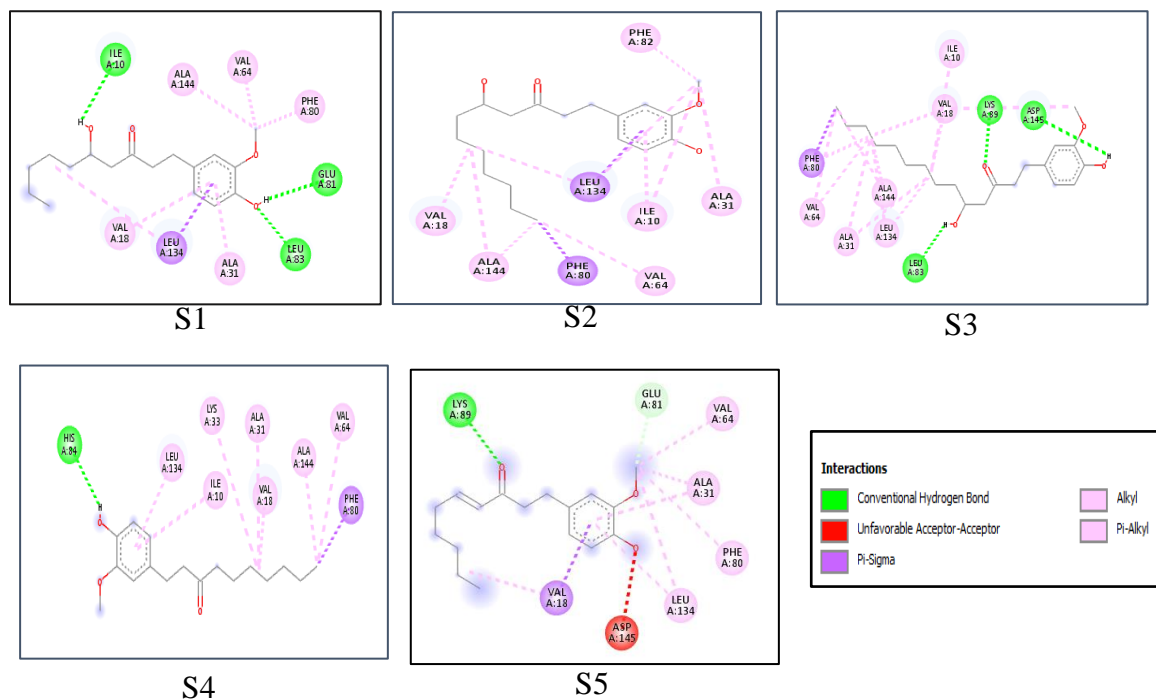 ILE
A:10
ALA
A:144
VAL
A:64
PHE
A:80
H
O
O
O
O
H
GLU
A:81
LEU
A:83
VAL
A:18
LEU
A:134
ALA
A:31
S1
PHE
A:82
O
O
O
O
LEU
A:134
VAL
A:18
ILE
A:10
ALA
A:31
ALA
A:144
PHE
A:80
VAL
A:64
S2
ILE
A:10
VAL
A:18
LYS
A:89
ASP
A:145
PHE
A:80
O
O
H
O
VAL
A:64
ALA
A:144
ALA
A:31
LEU
A:134
H
O
LEU
A:83
S3
HIS
A:84
LEU
A:134
LYS
A:33
ALA
A:31
VAL
A:64
ALA
A:144
ILE
A:10
VAL
A:18
PHE
A:80
H
O
O
O
S4
LYS
A:89
GLU
A:81
VAL
A:64
O
ALA
A:31
O
O
PHE
A:80
VAL
A:18
LEU
A:134
ASP
A:145
S5
Interactions
Conventional Hydrogen Bond
Unfavorable Acceptor-Acceptor
Pi-Sigma
Alkyl
Pi-Alkyl